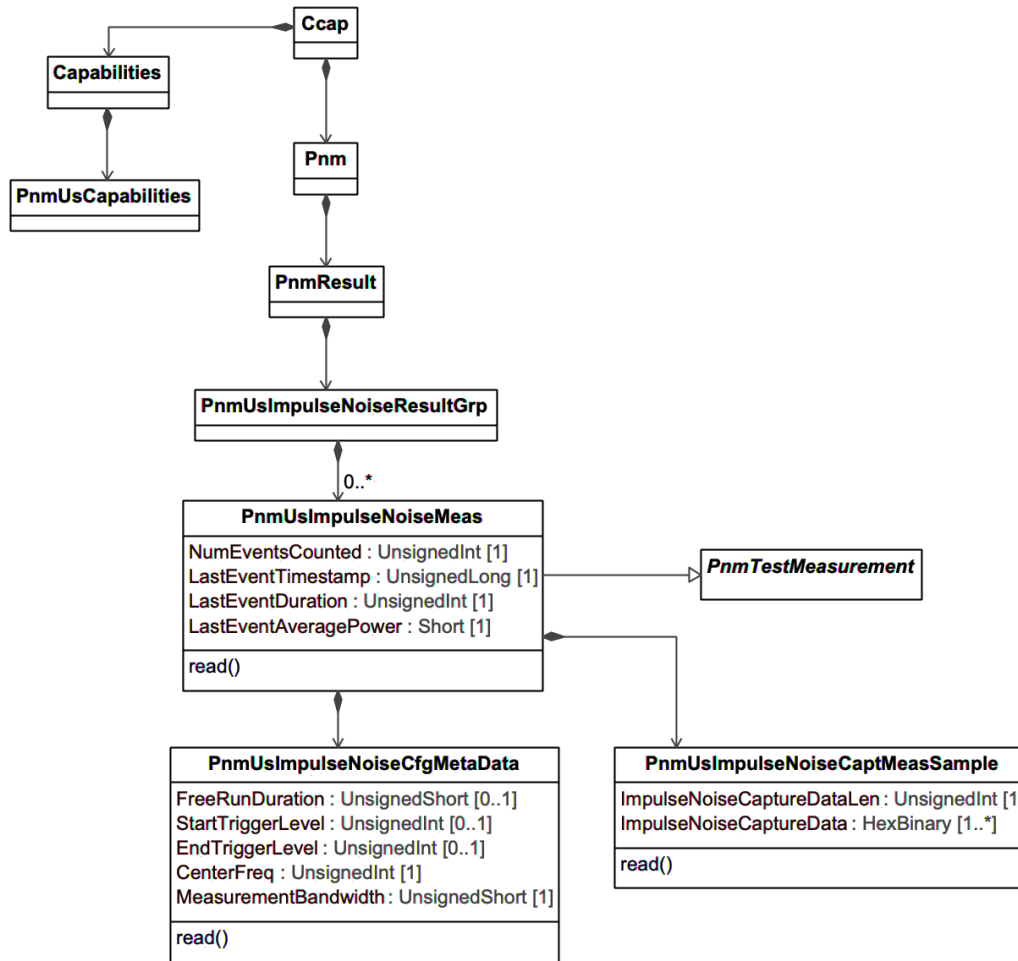 Ccap
Capabilities
Pnm
PnmUsCapabilities
PnmResult
PnmUsImpulseNoiseResultGrp
0..*
PnmUsImpulseNoiseMeas
NumEventsCounted : UnsignedInt [1]
LastEventTimestamp : UnsignedLong [1]
LastEventDuration : UnsignedInt [1]
LastEventAveragePower : Short [1]
read()
PnmTestMeasurement
PnmUsImpulseNoiseCfgMetaData
FreeRunDuration : UnsignedShort [0..1]
StartTriggerLevel : UnsignedInt [0..1]
EndTriggerLevel : UnsignedInt [0..1]
CenterFreq : UnsignedInt [1]
MeasurementBandwidth : UnsignedShort [1]
read()
PnmUsImpulseNoiseCaptMeasSample
ImpulseNoiseCaptureDataLen : UnsignedInt [1
ImpulseNoiseCaptureData : HexBinary [1..*]
read()